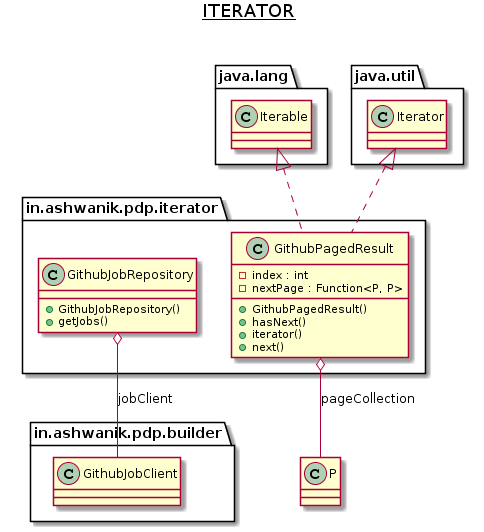 ITERATOR
java.lang
java.util
C Iterable
C Iterator
in.ashwanik.pdp.iterator
C GithubPagedResult
index : int
nextPage : Function<P, P>
GithubPagedResult()
hasNext()
iterator()
next()
C GithubJobRepository
GithubJobRepository()
getJobs()
jobClient
pageCollection
in.ashwanik.pdp.builder
C GithubJobClient
C P